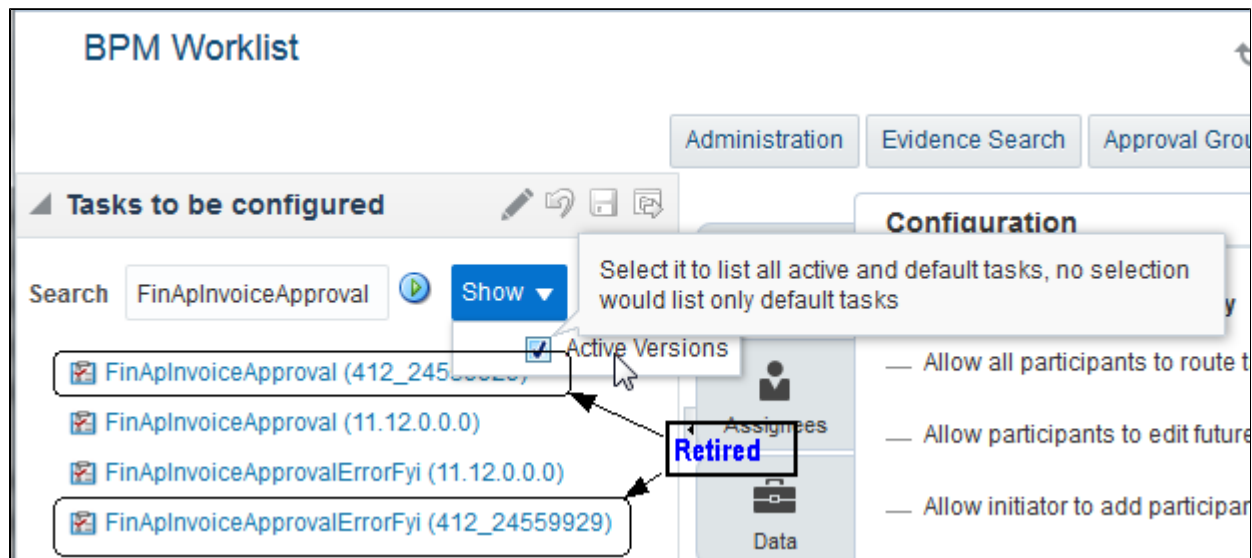 BPM Worklist
Administration
Evidence Search
Approval Grou
Tasks to be configured
Configuration
Select it to list all active and default tasks, no selection
would list only default tasks
Search
FinApInvoiceApproval
Show
y
Active Versions
FinApInvoiceApproval (412_245
Allow all participants to route t
FinApInvoiceApproval (11.12.0.0.0)
Assignees
Allow participants to edit future
Retired
FinApInvoiceApprovalErrorFyi (11.12.0.0.0)
FinApInvoiceApprovalErrorFyi (412_24559929)
Allow initiator to add participan
Data